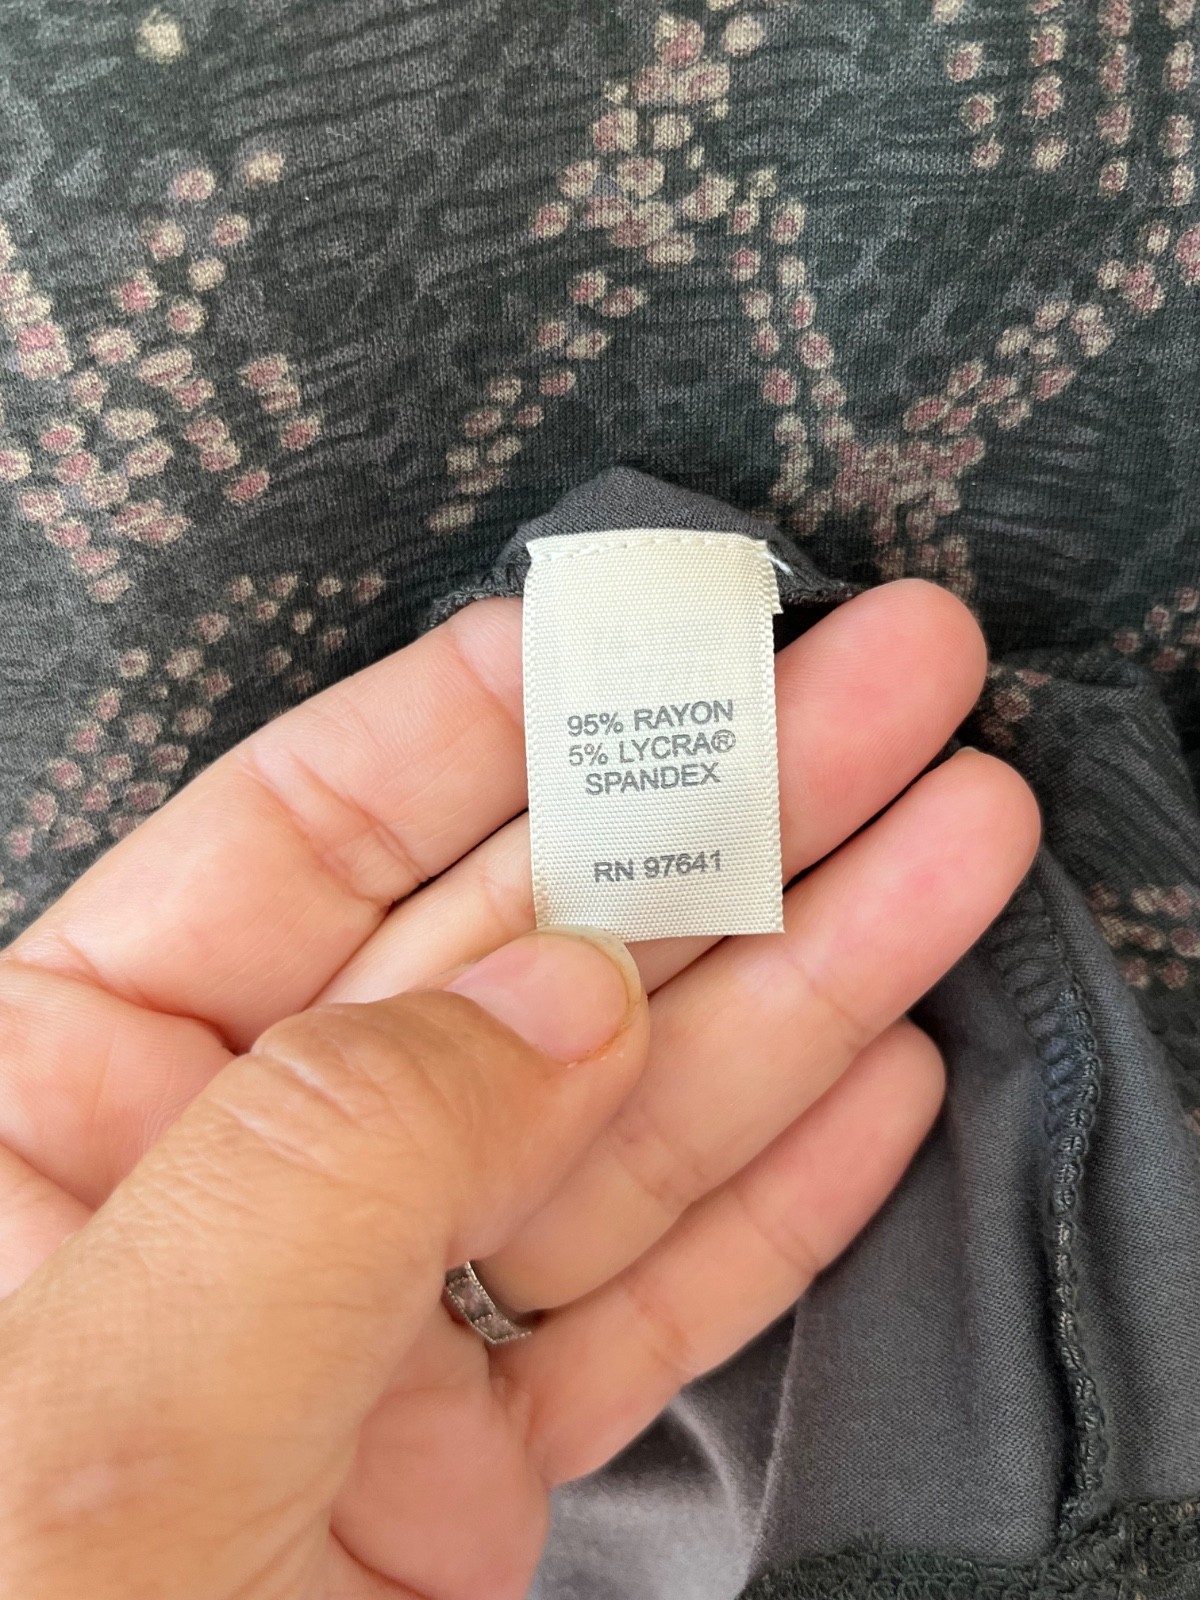 95% RAYON
5% LYCRA®
SPANDEX
RN 97641